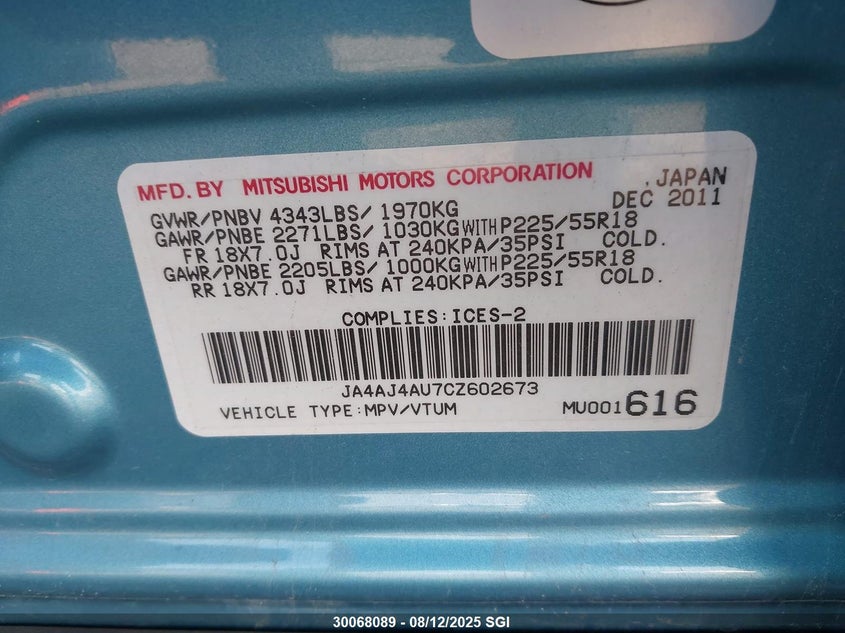 MFD. BY MITSUBISHI MOTORS CORPORATION JAPAN
GVWR/PNBV 4343LBS/ 1970KG DEC 2011
GAWR/PNBE 2271LBS/ 1030KG WITH P225/55R18
FR 18X7.0J RIMS AT 240KPA/35PSI COLD.
GAWR/PNBE 2205LBS/ 1000KG WITH P225/55R18
RR 18X7.0J RIMS AT 240KPA/35PSI COLD.
COMPLIES:ICES-2
JA4AJ4AU7CZ602673
VEHICLE TYPE:MPV/VTUM MU001616
30068089 - 08/12/2025 SGI